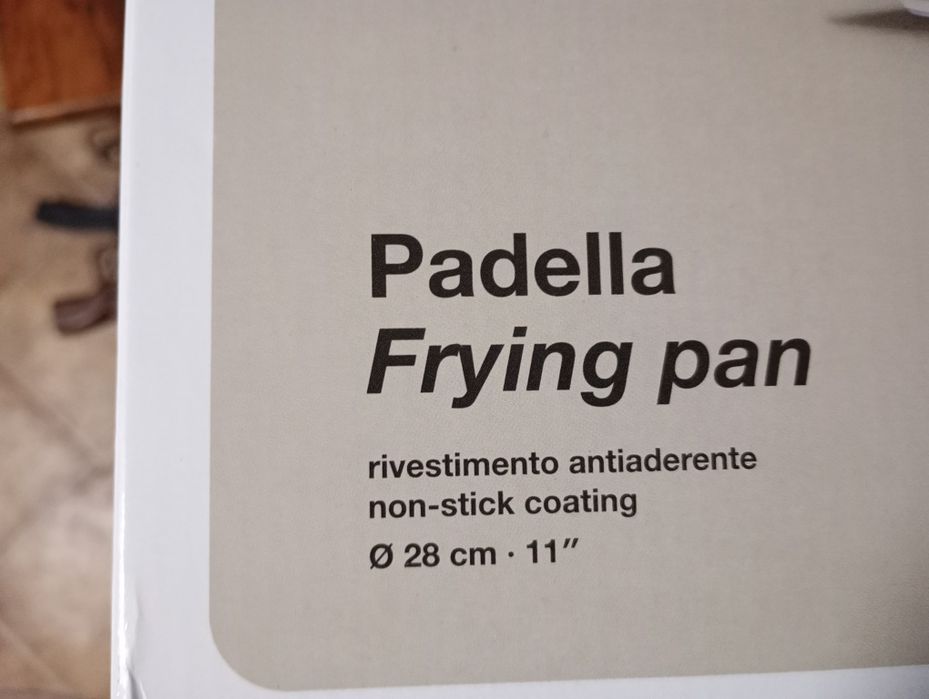 Padella
Frying pan
rivestimento antiaderente
non-stick coating
Ø 28 cm · 11″